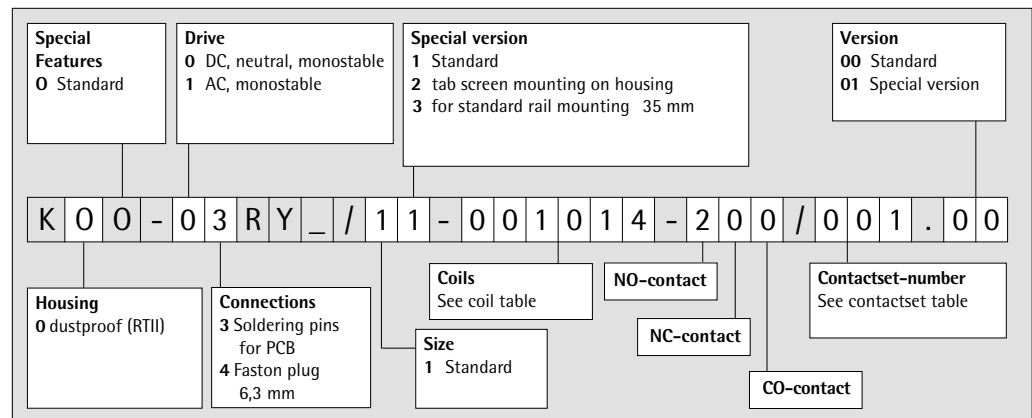 Special
Features
O Standard
Drive
0 DC, neutral, monostable
1 AC, monostable
Special version
1 Standard
2 tab screen mounting on housing
3 for standard rail mounting 35 mm
Version
00 Standard
01 Special version
K O O - 0 3 R Y _ / 1 1 - 0 0 1 0 1 4 - 2 0 0 / 0 0 1 . 0 0
Housing
0 dustproof (RTII)
Connections
3 Soldering pins
for PCB
4 Faston plug
6,3 mm
Size
1 Standard
Coils
See coil table
NO-contact
NC-contact
CO-contact
Contactset-number
See contactset table